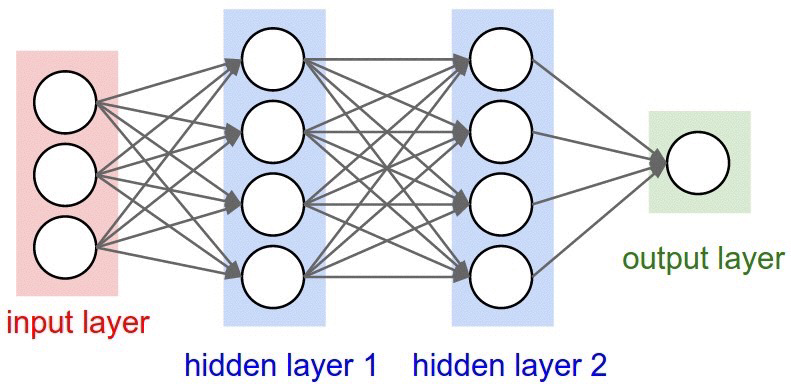 input layer
hidden layer 1
hidden layer 2
output layer